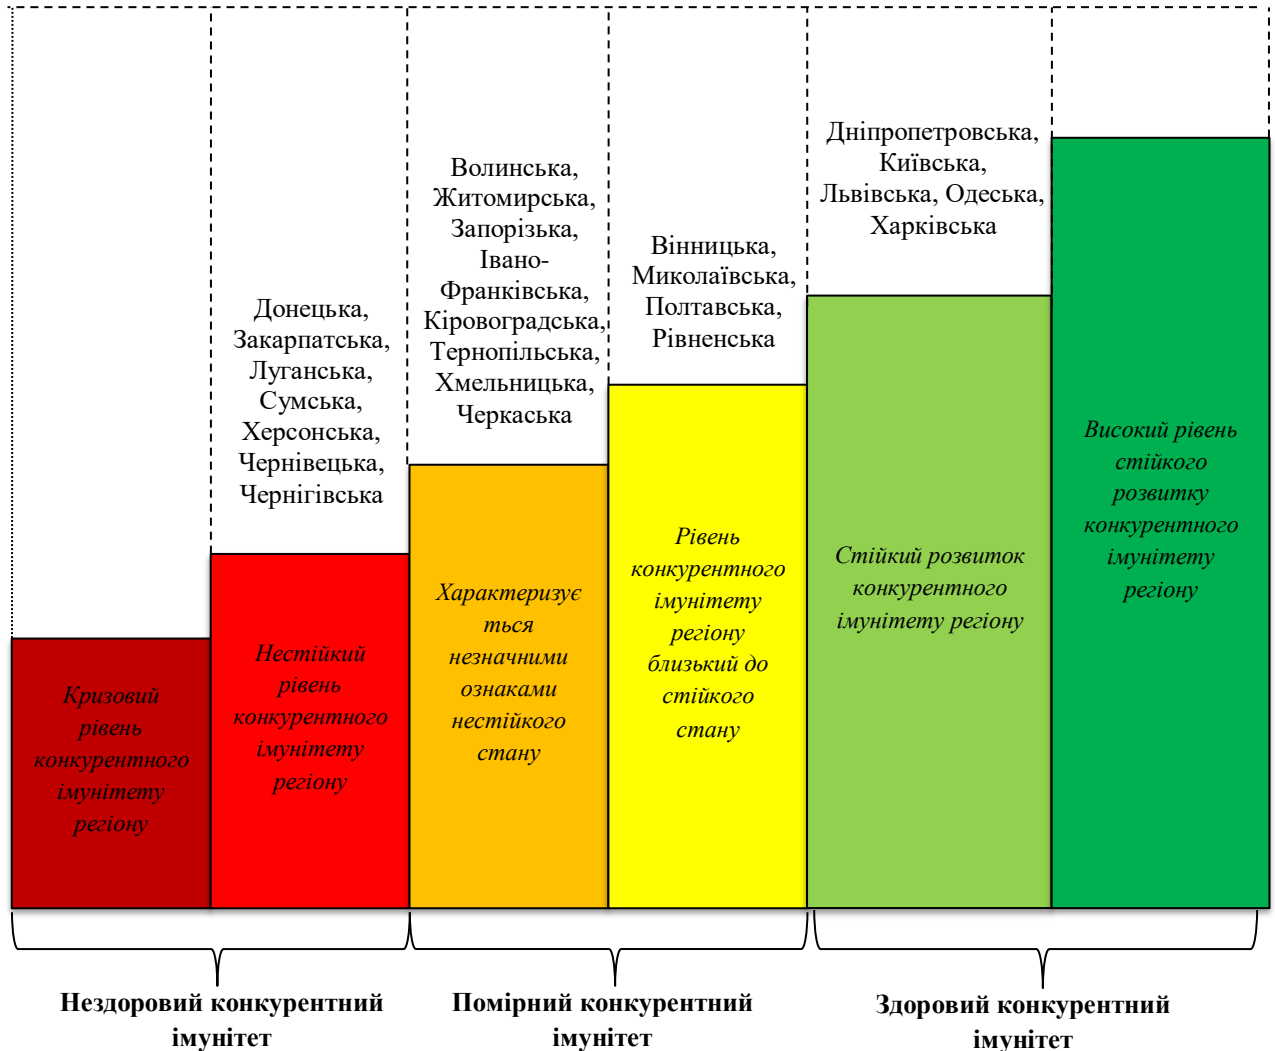 Дніпропетровська,
Київська,
Львівська, Одеська,
Харківська
Волинська,
Житомирська,
Запорізька,
Івано-
Франківська,
Кіровоградська,
Тернопільська,
Хмельницька,
Черкаська
Вінницька,
Миколаївська,
Полтавська,
Рівненська
Донецька,
Закарпатська,
Луганська,
Сумська,
Херсонська,
Чернівецька,
Чернігівська
Кризовий
рівень
конкурентного
імунітету
регіону
Нестійкий
рівень
конкурентного
імунітету
регіону
Характеризує
ться
незначними
ознаками
нестійкого
стану
Рівень
конкурентного
імунітету
регіону
близький до
стійкого
стану
Стійкий розвиток
конкурентного
імунітету регіону
Високий рівень
стійкого
розвитку
конкурентного
імунітету
регіону
Нездоровий конкурентний
імунітет
Помірний конкурентний
імунітет
Здоровий конкурентний
імунітет